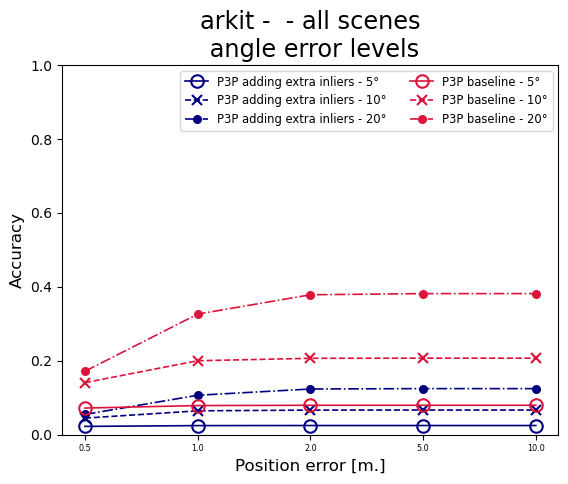 arkit -  - all scenes
angle error levels
P3P adding extra inliers - 5°
P3P adding extra inliers - 10°
P3P adding extra inliers - 20°
P3P baseline - 5°
P3P baseline - 10°
P3P baseline - 20°
1.0
0.8
0.6
0.4
0.2
0.0
Accuracy
0.5 1.0 2.0 5.0 10.0
Position error [m.]